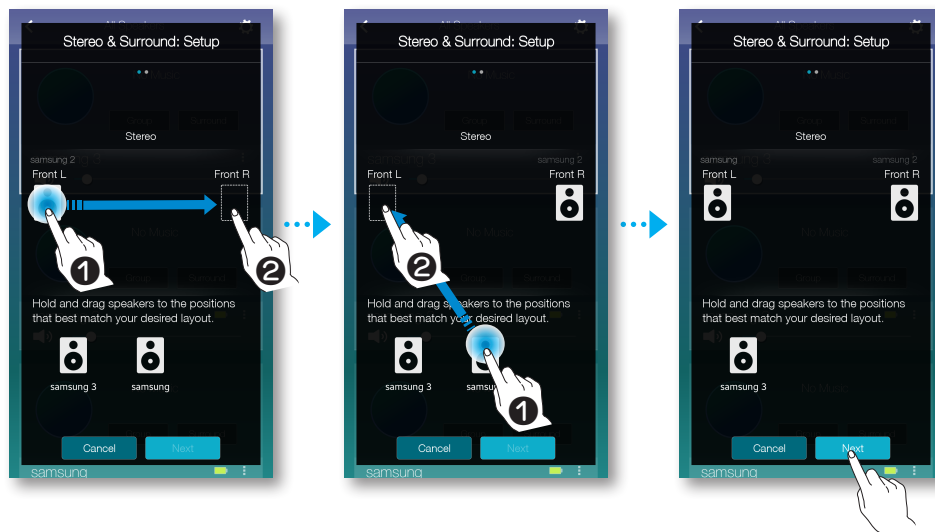 Stereo & Surround: Setup
Stereo
samsung 2
Front L
Front R
1
2
Hold and drag speakers to the positions
that best match your desired layout.
samsung 3
samsung
Cancel
Next
samsung
Stereo & Surround: Setup
Stereo
samsung 2
Front L
Front R
2
Hold and drag speakers to the positions
that best match your desired layout.
samsung 3
1
Cancel
Next
samsung
Stereo & Surround: Setup
Stereo
samsung
samsung 2
Front L
Front R
Hold and drag speakers to the positions
that best match your desired layout.
samsung 3
Cancel
Next
samsung